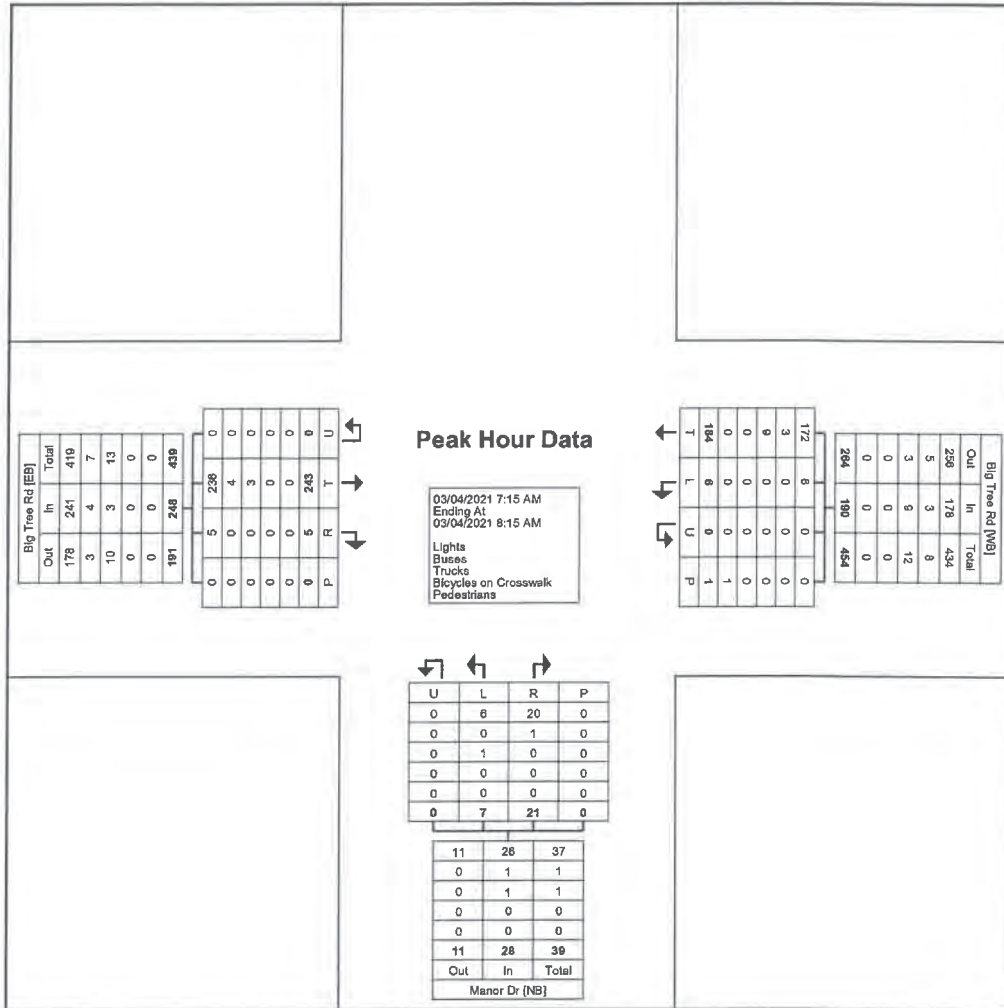 Peak Hour Data
03/04/2021 7:15 AM
Ending At
03/04/2021 8:15 AM
Lights
Buses
Trucks
Bicycles on Crosswalk
Pedestrians
Big Tree Rd [EB]
Total 419 7 13 0 0 439
In 241 4 3 0 0 248
Out 178 3 10 0 0 191
0 0 0 0 0 0 U
236 4 3 0 0 243 T
5 0 0 0 0 5 R
0 0 0 0 0 0 P
T 184 0 0 9 3 172
L 6 0 0 0 0 6
U 0 0 0 0 0 0
P 1 1 0 0 0 0
Big Tree Rd [WB]
264 0 0 3 5 256 Out
190 0 0 9 3 178 In
454 0 0 12 8 434 Total
U L R P
0 6 20 0
0 0 1 0
0 1 0 0
0 0 0 0
0 0 0 0
0 7 21 0
11 26 37
0 1 1
0 1 1
0 0 0
0 0 0
11 28 39
Out In Total
Manor Dr [NB]